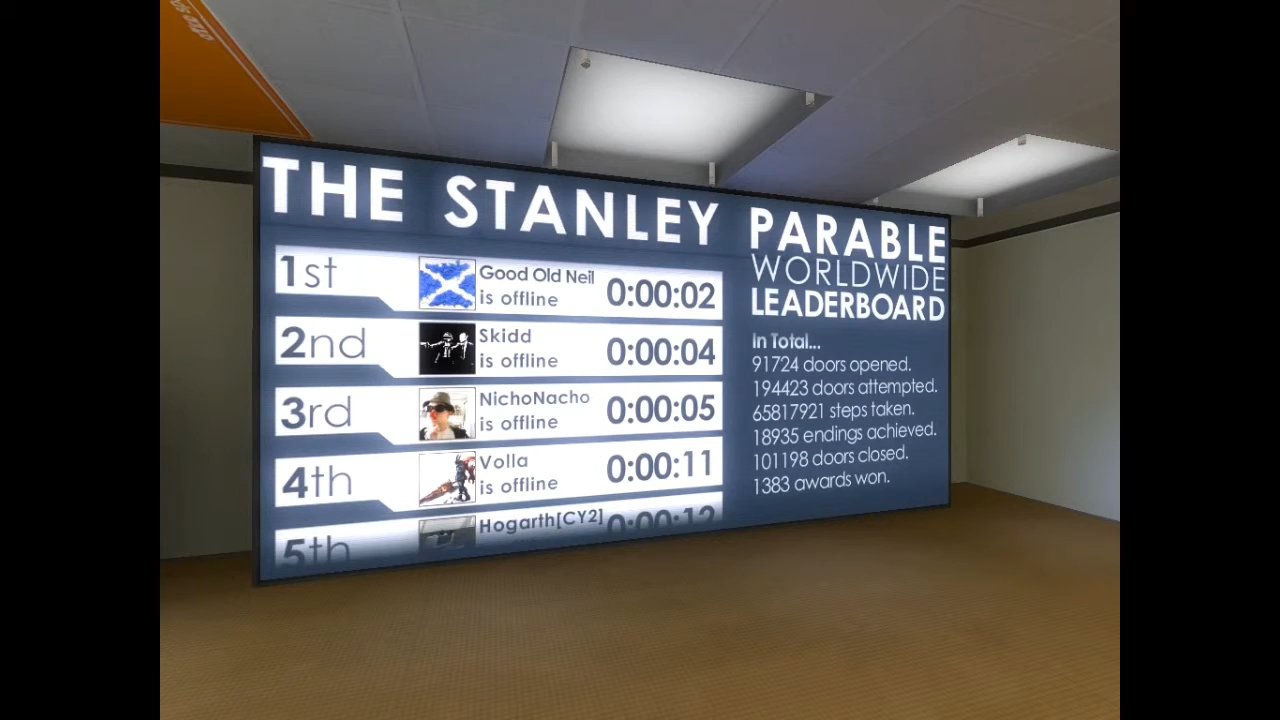 THE STANLEY PARABLE
WORLDWIDE
LEADERBOARD
1st
Good Old Neil
is offline
0:00:02
2nd
Skidd
is offline
0:00:04
3rd
NichoNacho
is offline
0:00:05
4th
Volla
is offline
0:00:11
5th
Hogarth[CY2]
0:00:12
In Total...
91724 doors opened.
194423 doors attempted.
65817921 steps taken.
18935 endings achieved.
101198 doors closed.
1383 awards won.